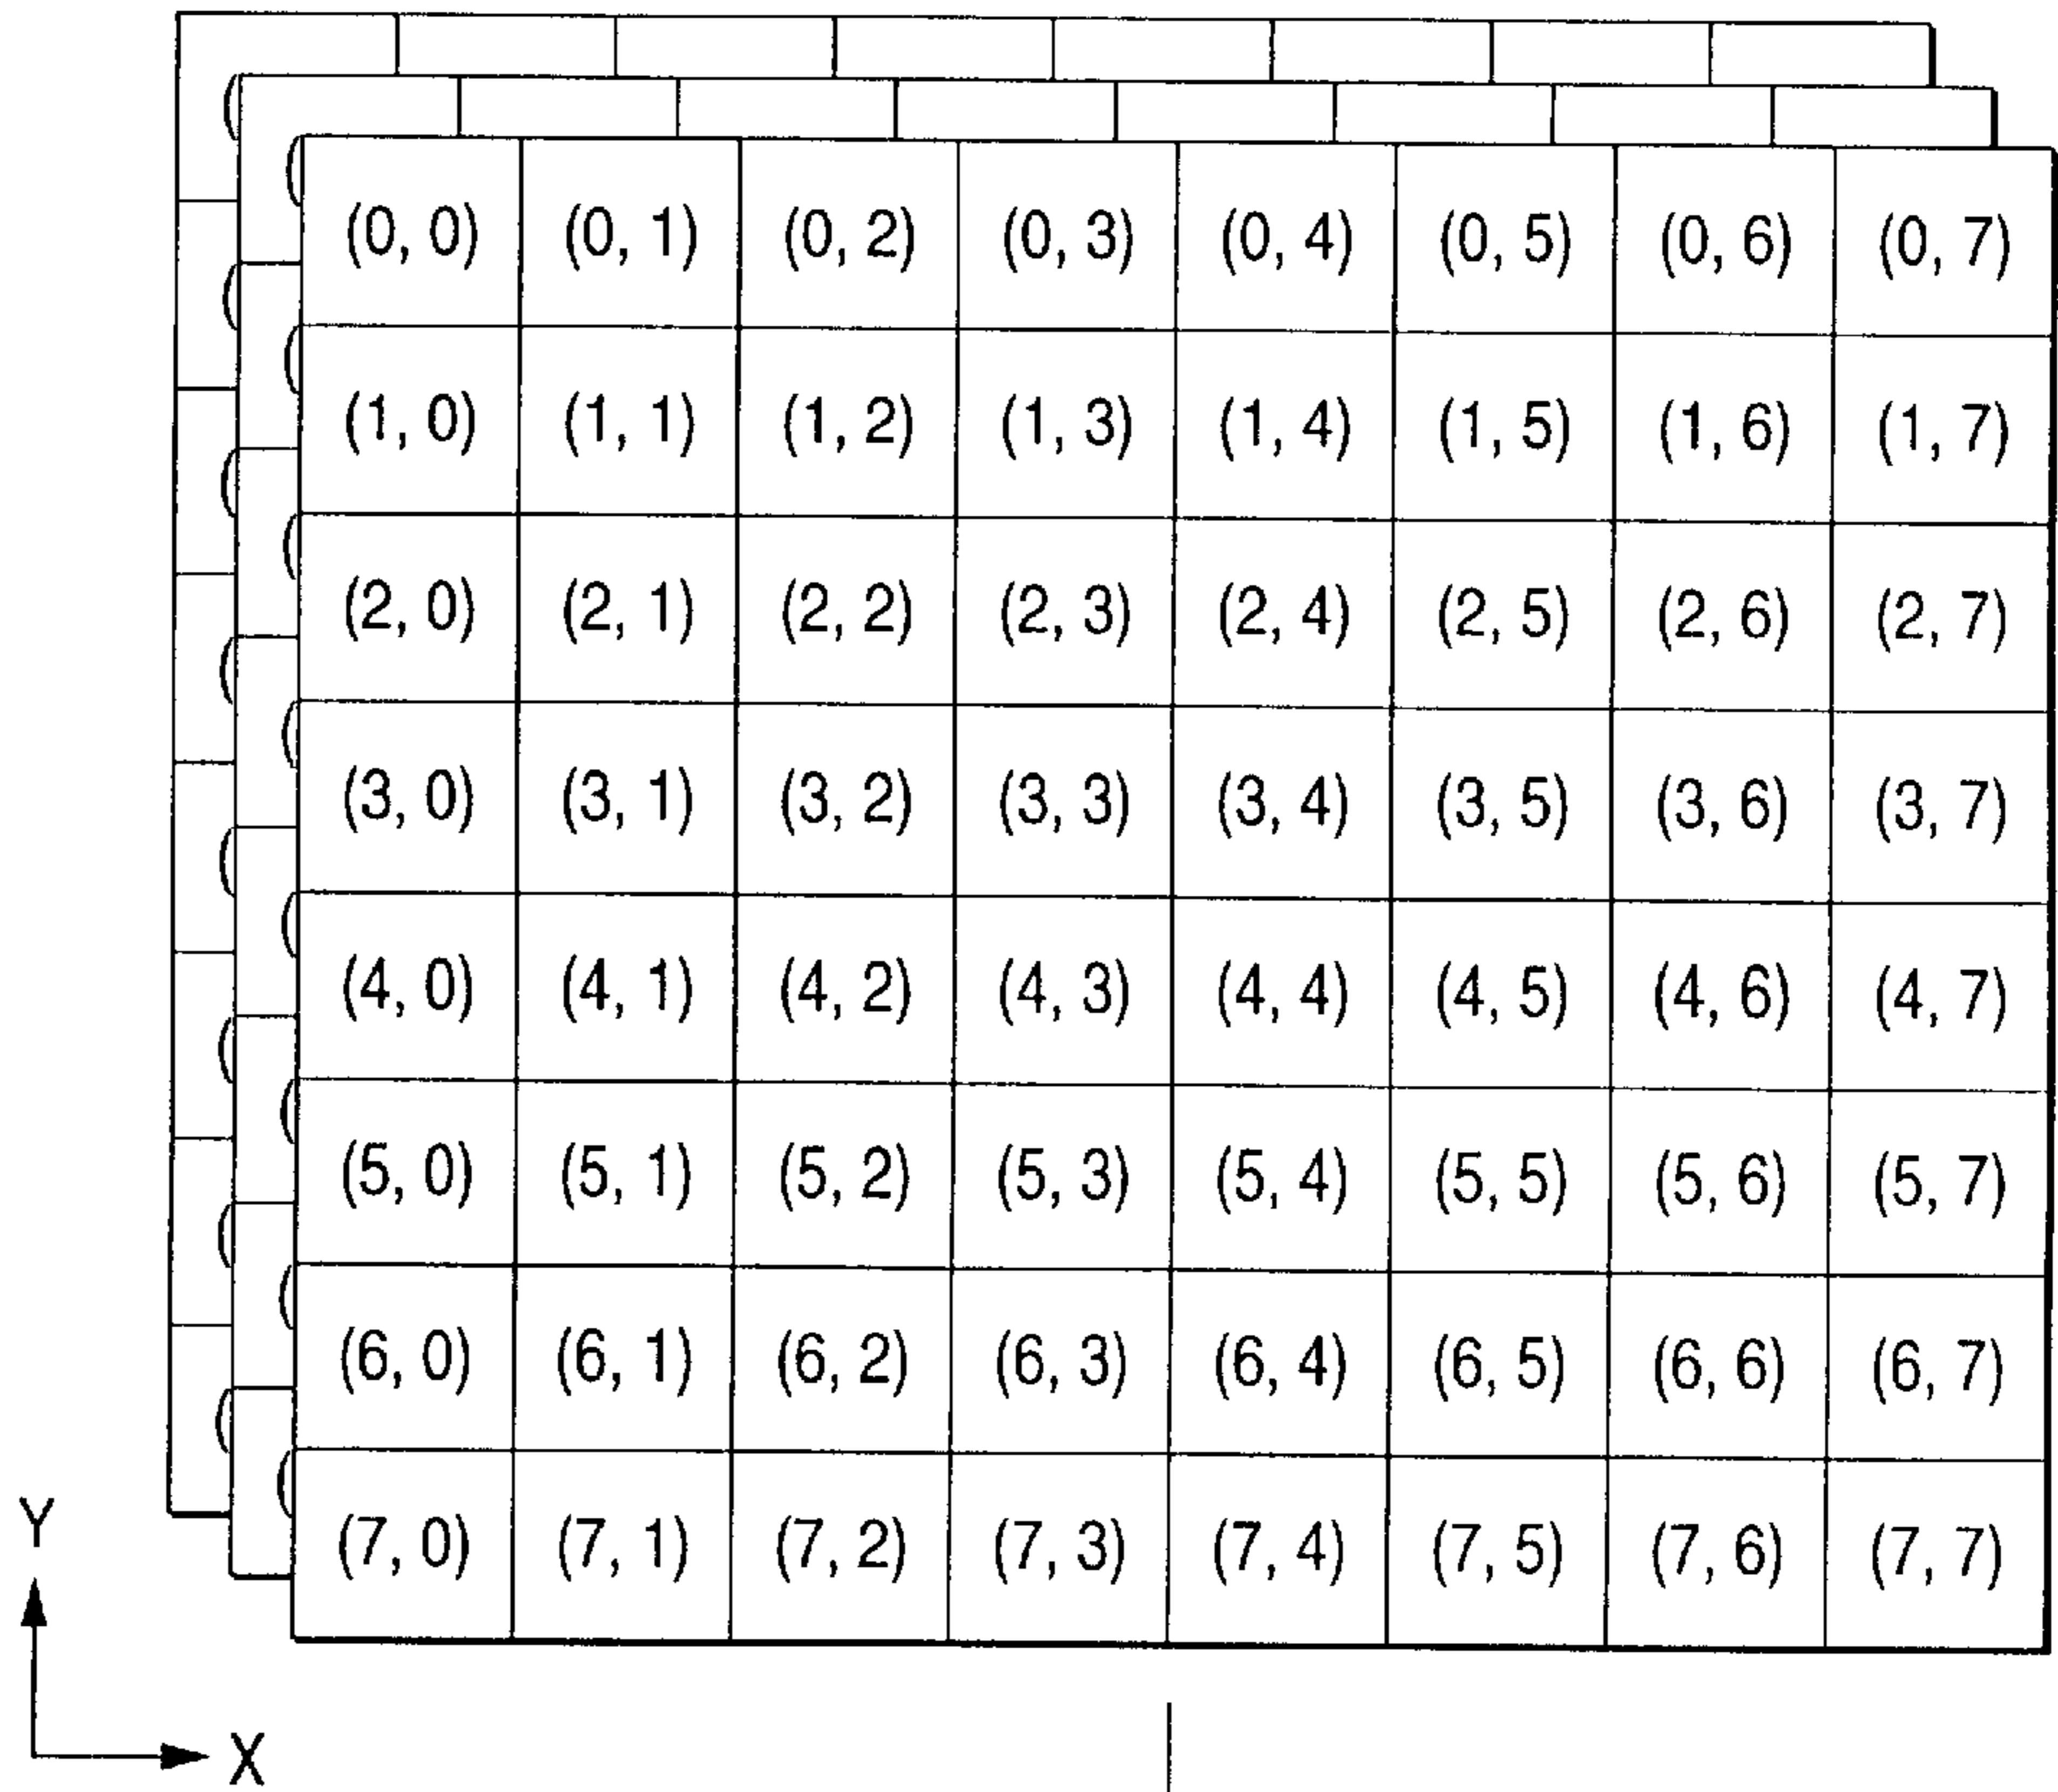 (0, 0) (0, 1) (0, 2) (0, 3) (0, 4) (0, 5) (0, 6) (0, 7)
(1, 0) (1, 1) (1, 2) (1, 3) (1, 4) (1, 5) (1, 6) (1, 7)
(2, 0) (2, 1) (2, 2) (2, 3) (2, 4) (2, 5) (2, 6) (2, 7)
(3, 0) (3, 1) (3, 2) (3, 3) (3, 4) (3, 5) (3, 6) (3, 7)
(4, 0) (4, 1) (4, 2) (4, 3) (4, 4) (4, 5) (4, 6) (4, 7)
(5, 0) (5, 1) (5, 2) (5, 3) (5, 4) (5, 5) (5, 6) (5, 7)
(6, 0) (6, 1) (6, 2) (6, 3) (6, 4) (6, 5) (6, 6) (6, 7)
(7, 0) (7, 1) (7, 2) (7, 3) (7, 4) (7, 5) (7, 6) (7, 7)
Y
X